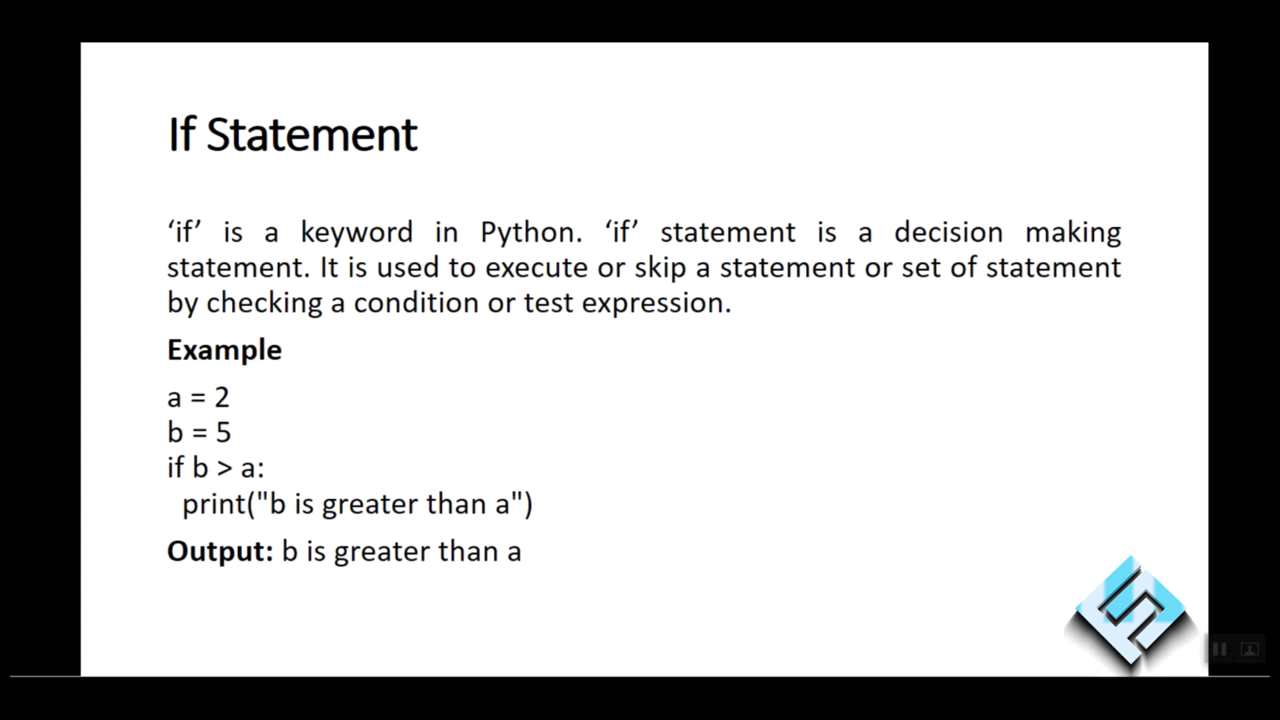 If Statement
‘if’ is a keyword in Python. ‘if’ statement is a decision making
statement. It is used to execute or skip a statement or set of statement
by checking a condition or test expression.
Example
a = 2
b = 5
if b > a:
print("b is greater than a")
Output: b is greater than a